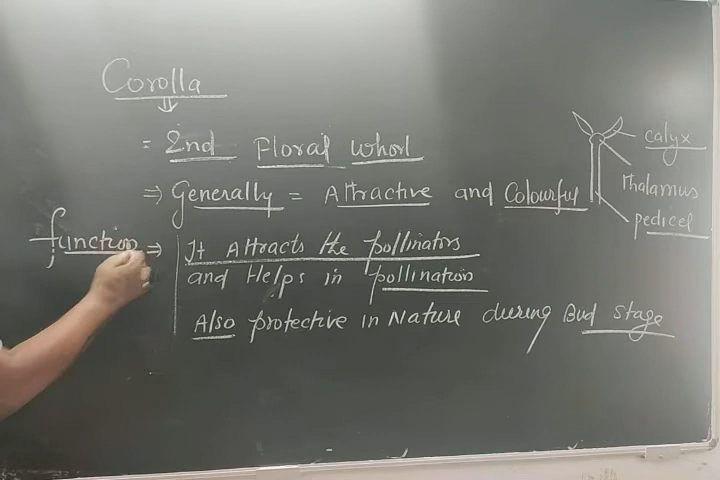 Corolla
⇓
= 2nd Floral Whorl
⇒ Generally = Attractive and Colourful
function ⇒ It Attracts the pollinators
and Helps in pollination
Also protective in Nature during Bud stage
calyx
Thalamus
pedicel